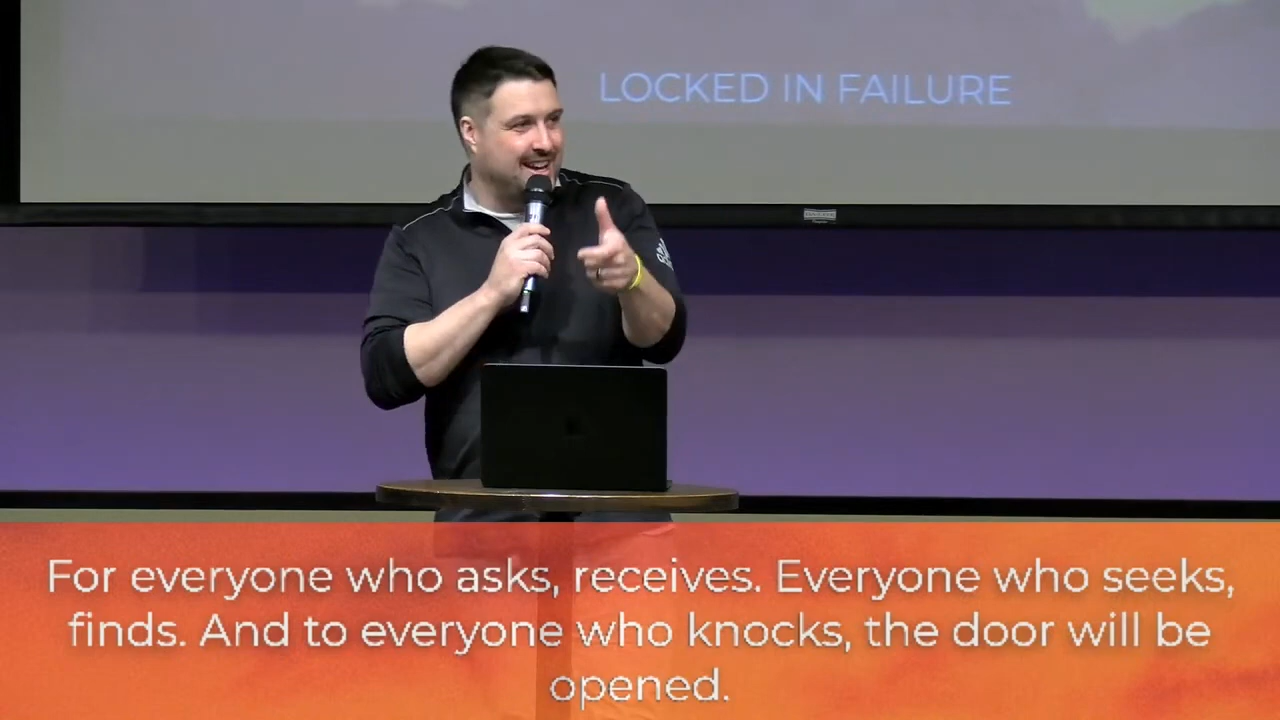 LOCKED IN FAILURE
For everyone who asks, receives. Everyone who seeks,
finds. And to everyone who knocks, the door will be
opened.